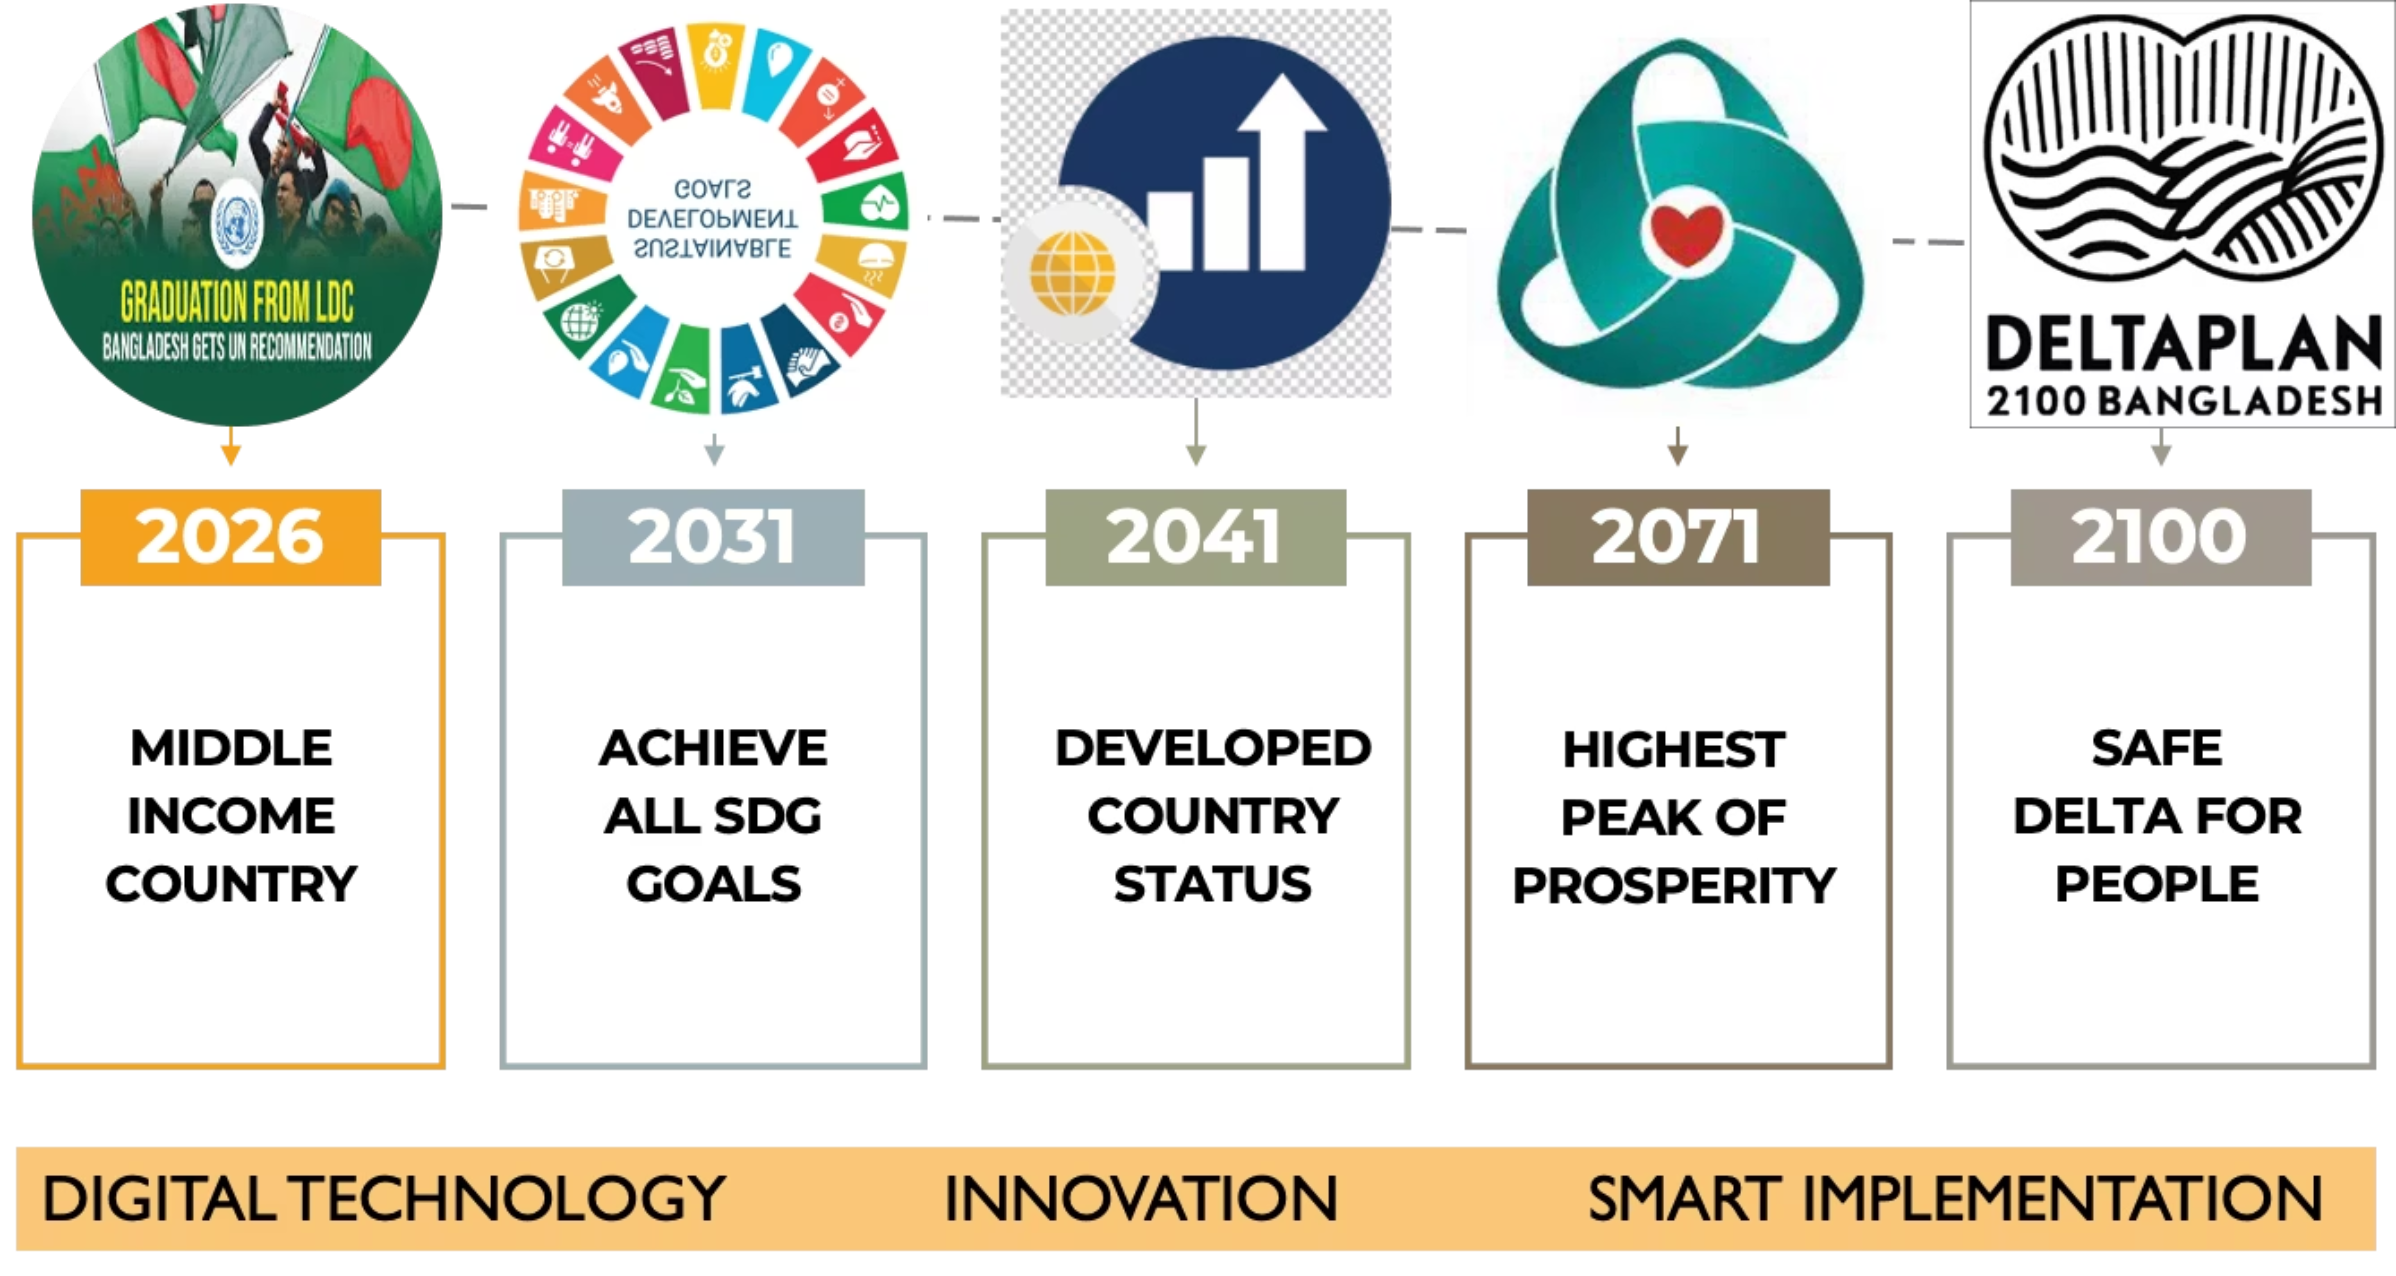 GRADUATION FROM LDC
BANGLADESH GETS UN RECOMMENDATION
SUSTAINABLE
DEVELOPMENT
GOALS
DELTAPLAN
2100 BANGLADESH
2026
MIDDLE
INCOME
COUNTRY
2031
ACHIEVE
ALL SDG
GOALS
2041
DEVELOPED
COUNTRY
STATUS
2071
HIGHEST
PEAK OF
PROSPERITY
2100
SAFE
DELTA FOR
PEOPLE
DIGITAL TECHNOLOGY INNOVATION SMART IMPLEMENTATION